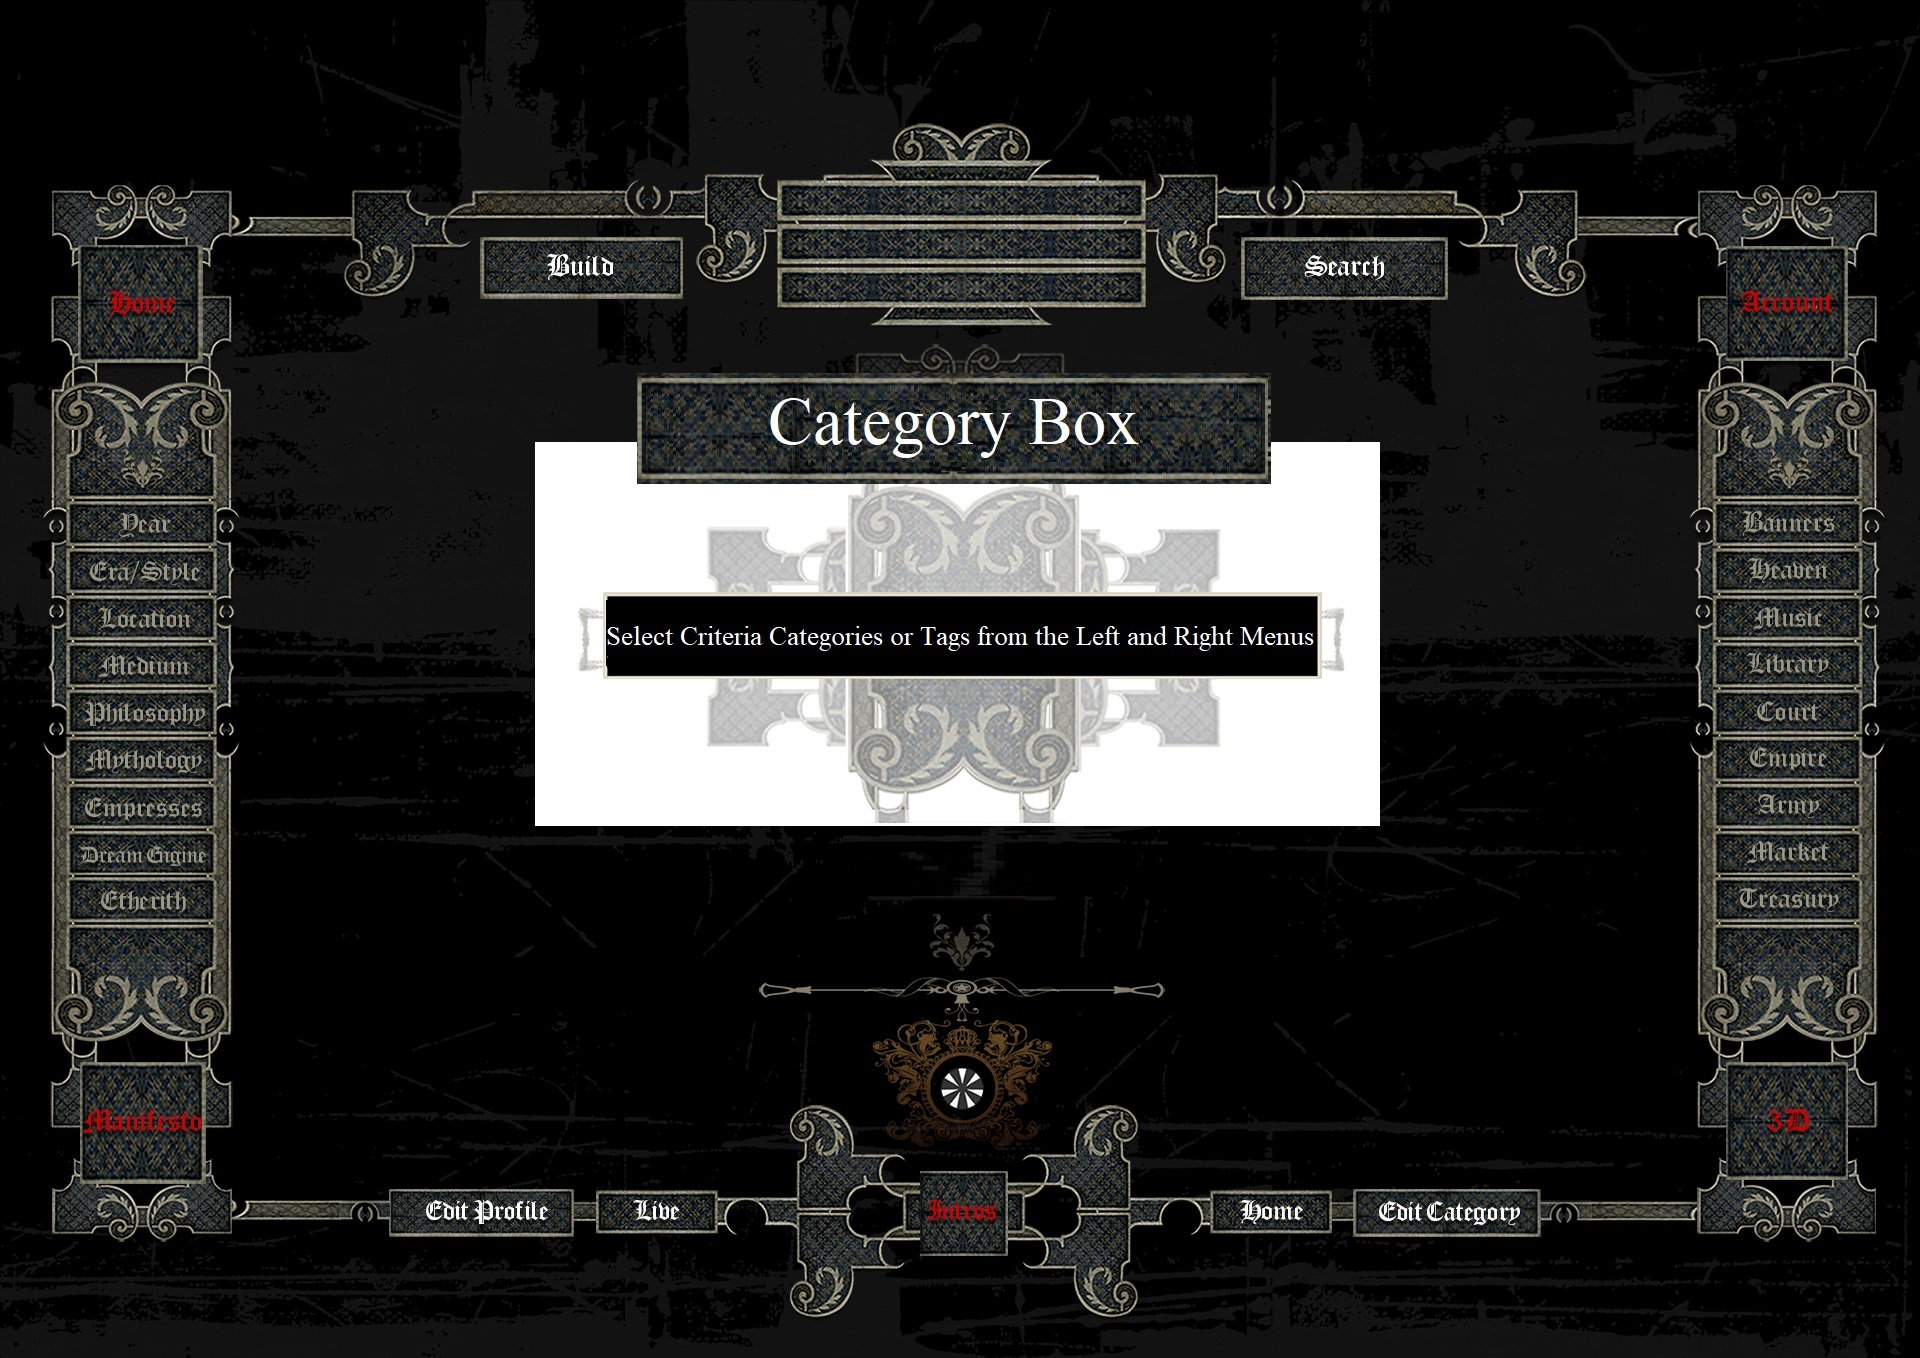 Build
Search
Home
Account
Category Box
Year
Era/Style
Location
Medium
Philosophy
Mythology
Empresses
Dream Engine
Etherith
Select Criteria Categories or Tags from the Left and Right Menus
Banners
Heaven
Music
Library
Court
Empire
Army
Market
Treasury
Manifesto
3D
Edit Profile
Live
Intros
Home
Edit Category